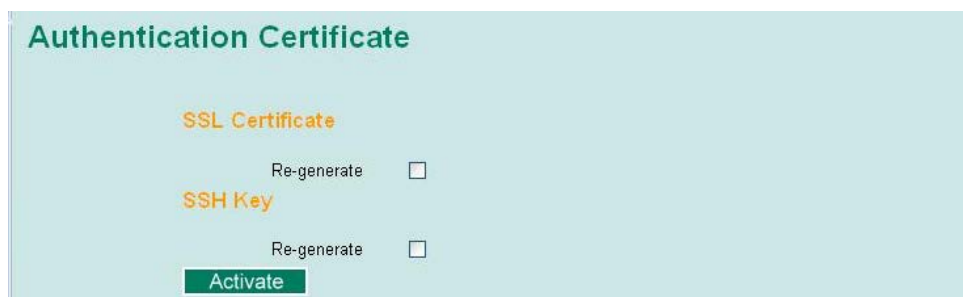 Authentication Certificate
SSL Certificate
Re-generate
SSH Key
Re-generate
Activate